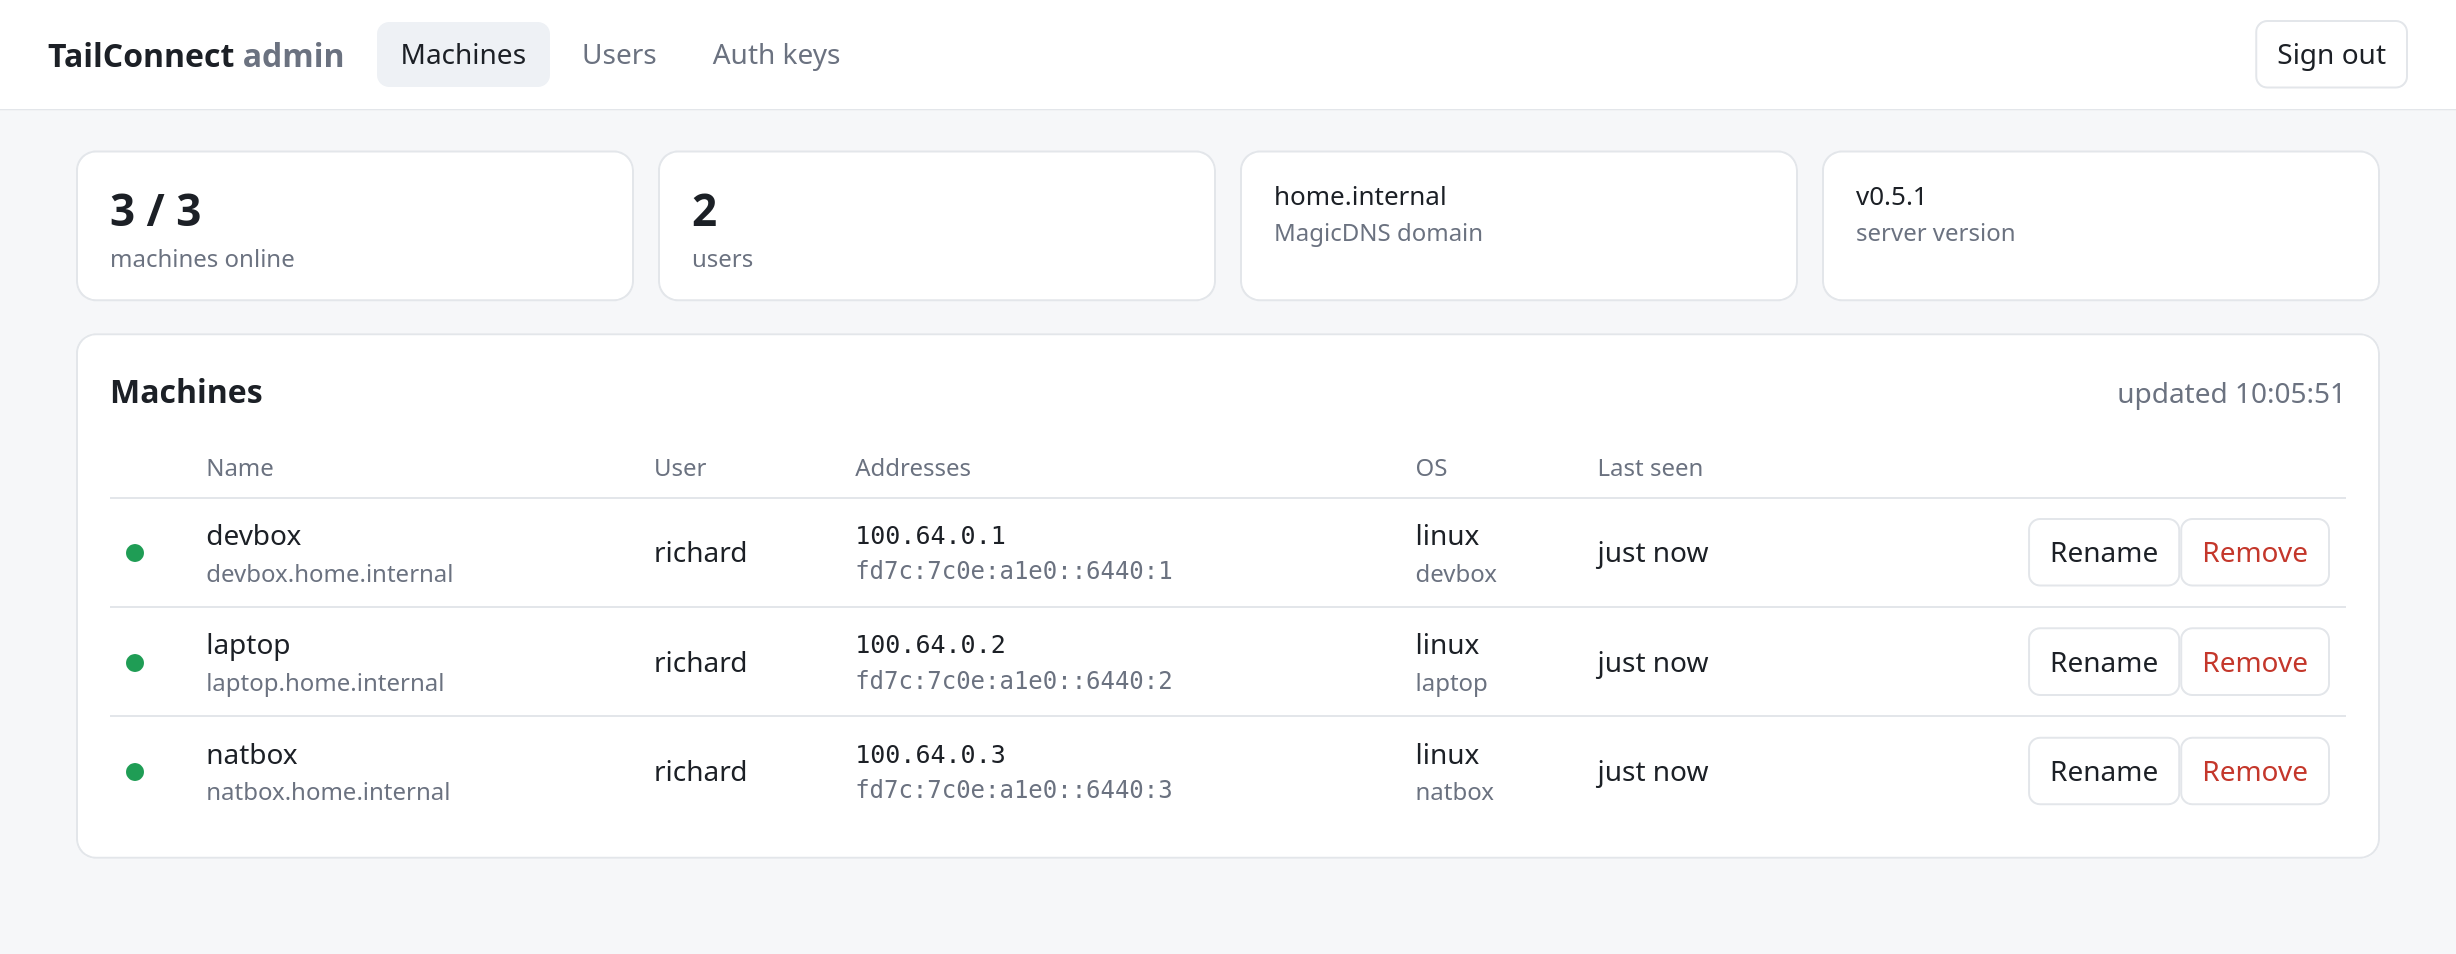 TailConnect admin Machines Users Auth keys Sign out
3 / 3
machines online
2
users
home.internal
MagicDNS domain
v0.5.1
server version
Machines updated 10:05:51
Name User Addresses OS Last seen
devbox
devbox.home.internal
richard
100.64.0.1
fd7c:7c0e:a1e0::6440:1
linux
devbox
just now
Rename Remove
laptop
laptop.home.internal
richard
100.64.0.2
fd7c:7c0e:a1e0::6440:2
linux
laptop
just now
Rename Remove
natbox
natbox.home.internal
richard
100.64.0.3
fd7c:7c0e:a1e0::6440:3
linux
natbox
just now
Rename Remove